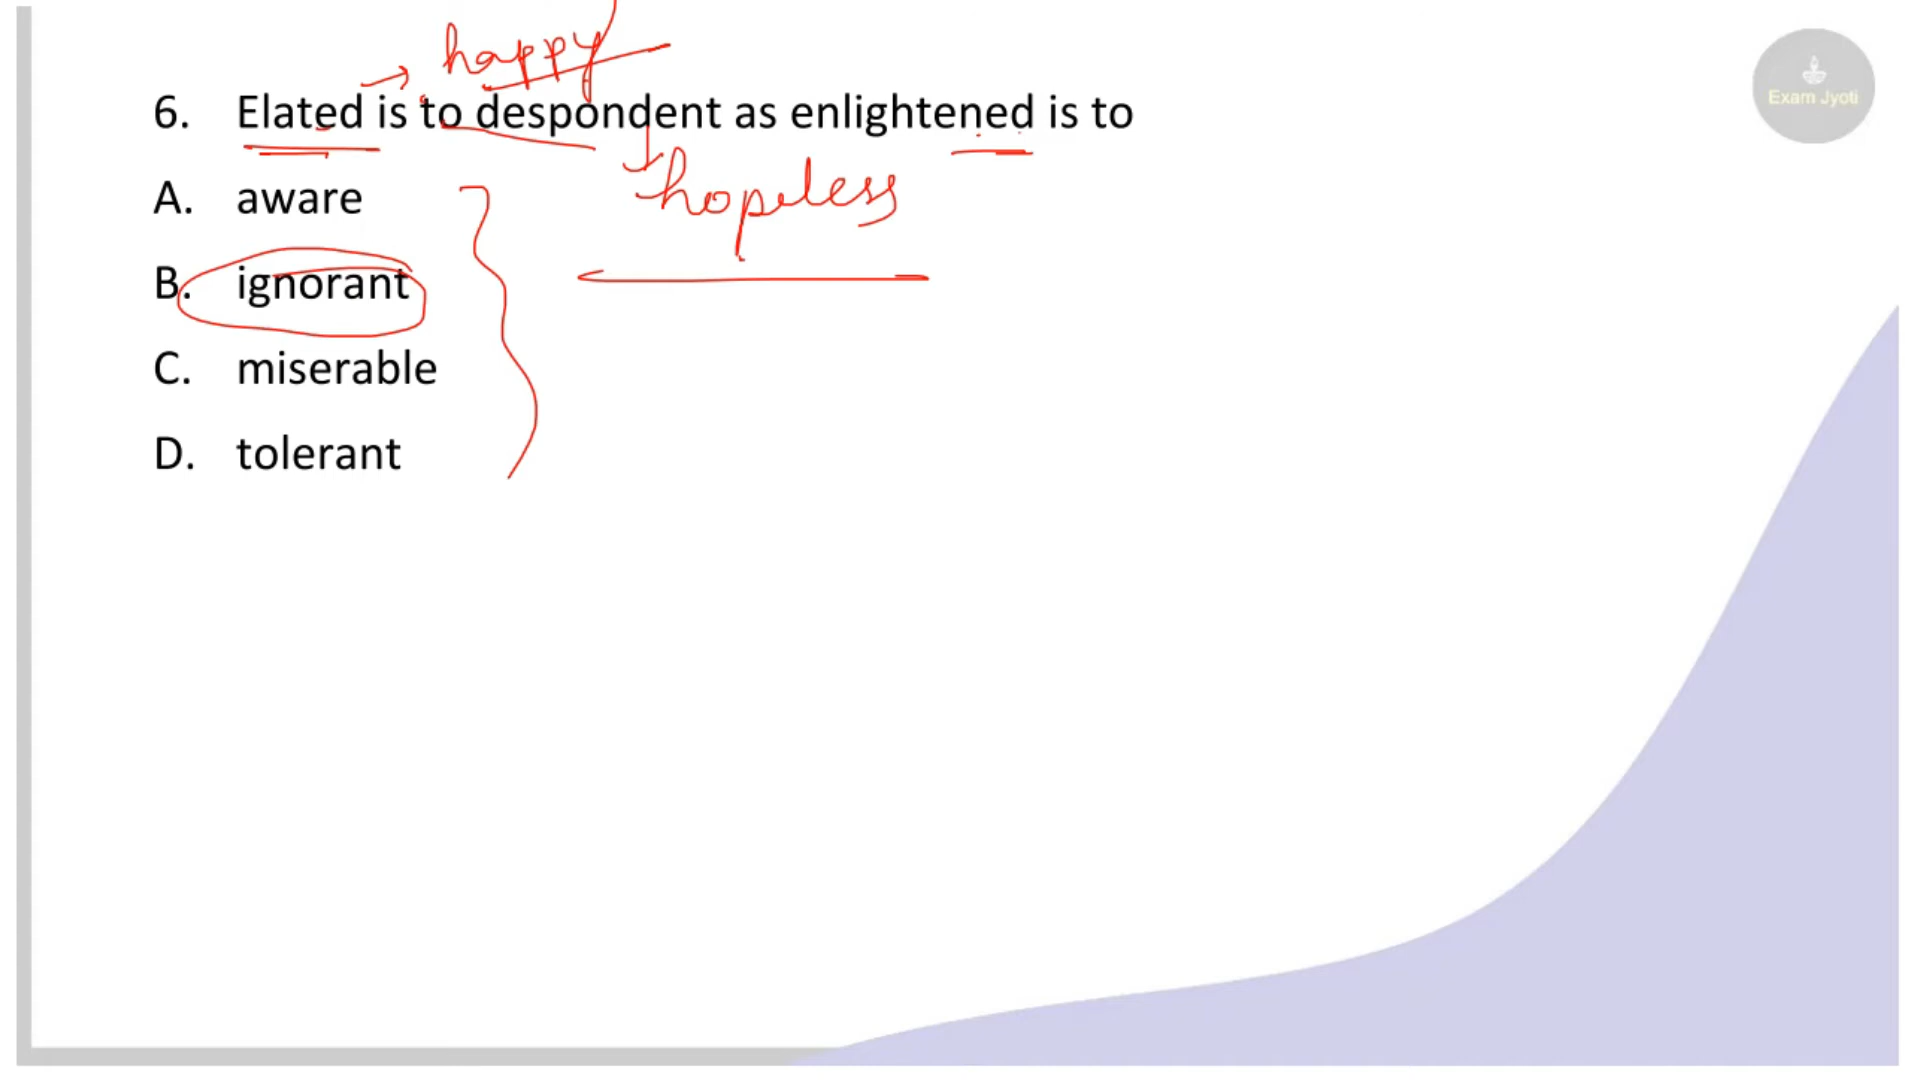 happy
Exam Jyoti
6. Elated is to despondent as enlightened is to
hopeless
A. aware
B. ignorant
C. miserable
D. tolerant